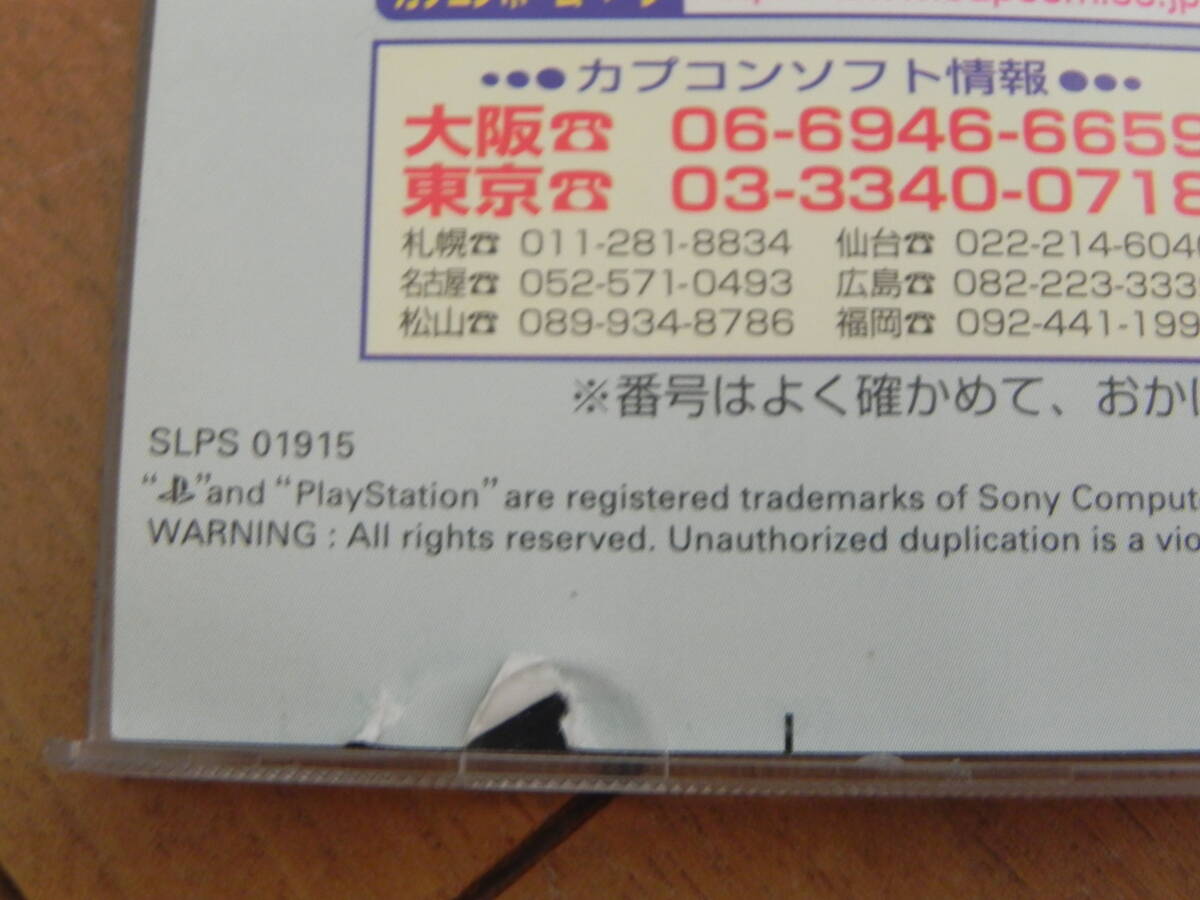 カプコンソフト情報
大阪☎ 06-6946-6659
東京☎ 03-3340-0718
札幌☎ 011-281-8834 仙台☎ 022-214-604
名古屋☎ 052-571-0493 広島☎ 082-223-333
松山☎ 089-934-8786 福岡☎ 092-441-199
※番号はよく確かめて、おかけ
SLPS 01915
“PS” and “PlayStation” are registered trademarks of Sony Comput
WARNING : All rights reserved. Unauthorized duplication is a vio